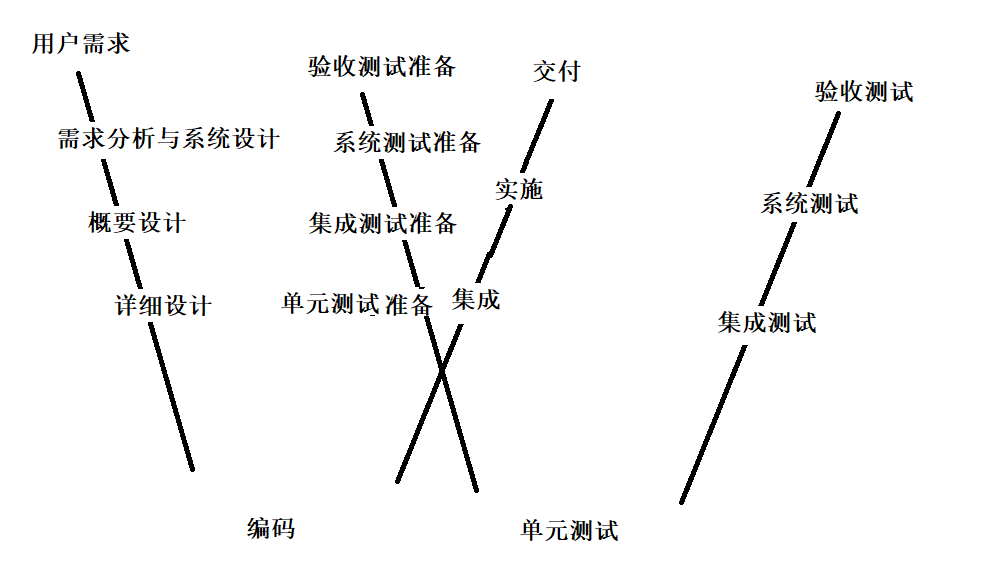 用户需求
验收测试准备
交付
验收测试
需求分析与系统设计
系统测试准备
实施
系统测试
概要设计
集成测试准备
详细设计
单元测试准备
集成
集成测试
编码
单元测试